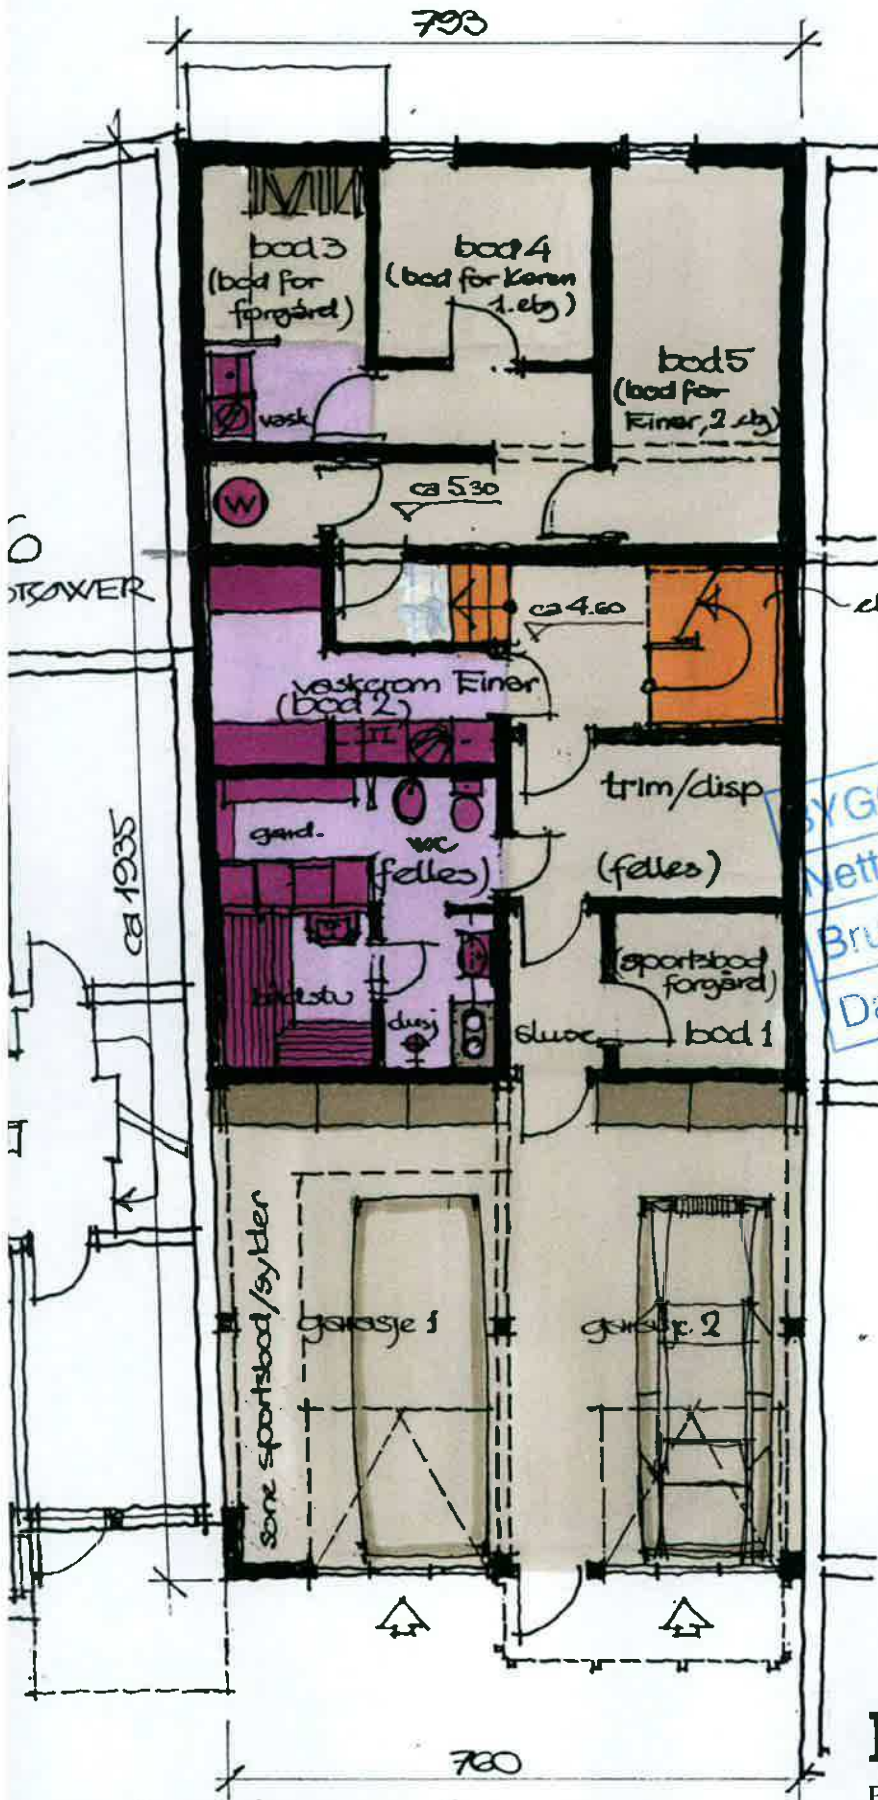 793
bod 3
(bod for
forgård)
bod 4
(bod for Karen
1. etg)
bod 5
(bod for
Einar, 2. etg)
vask
W
ca 5.30
ca 4.60
vaskerom Einar
(bod 2)
trim/disp
(felles)
gard.
wc
(felles)
badstu
dusj
sluse
(sportsbod
forgård)
bod 1
ca 1935
sone sportsbod/sykler
garasje 1
garasje 2
760